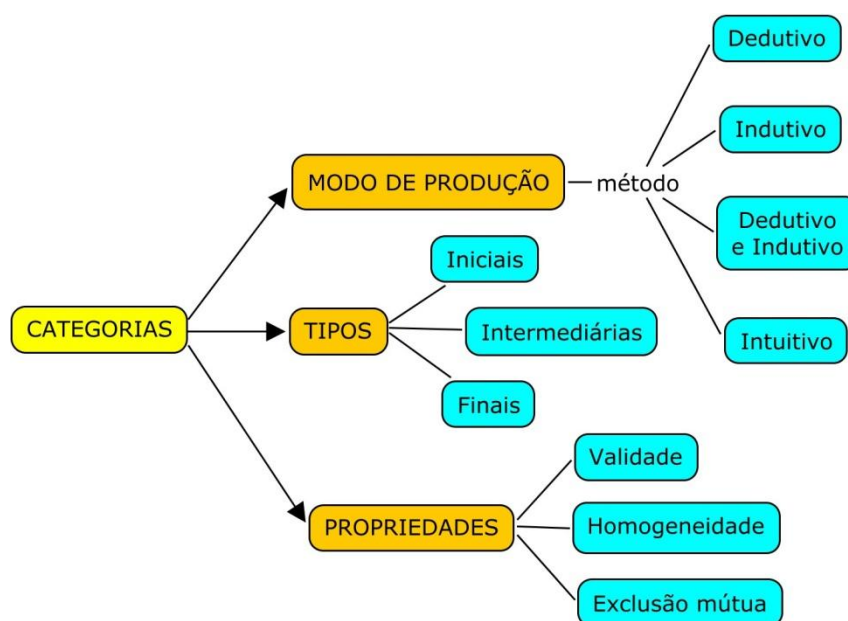 CATEGORIAS
MODO DE PRODUÇÃO
método
Dedutivo
Indutivo
Dedutivo
e Indutivo
Intuitivo
TIPOS
Iniciais
Intermediárias
Finais
PROPRIEDADES
Validade
Homogeneidade
Exclusão mútua